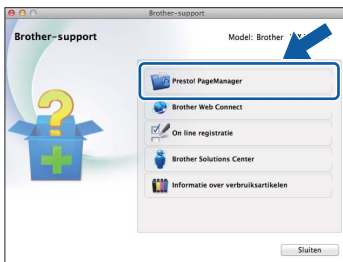 Brother-support
Brother-support
Model: Brother
Presto! PageManager
Brother Web Connect
On line registratie
Brother Solutions Center
Informatie over verbruiksartikelen
Sluiten